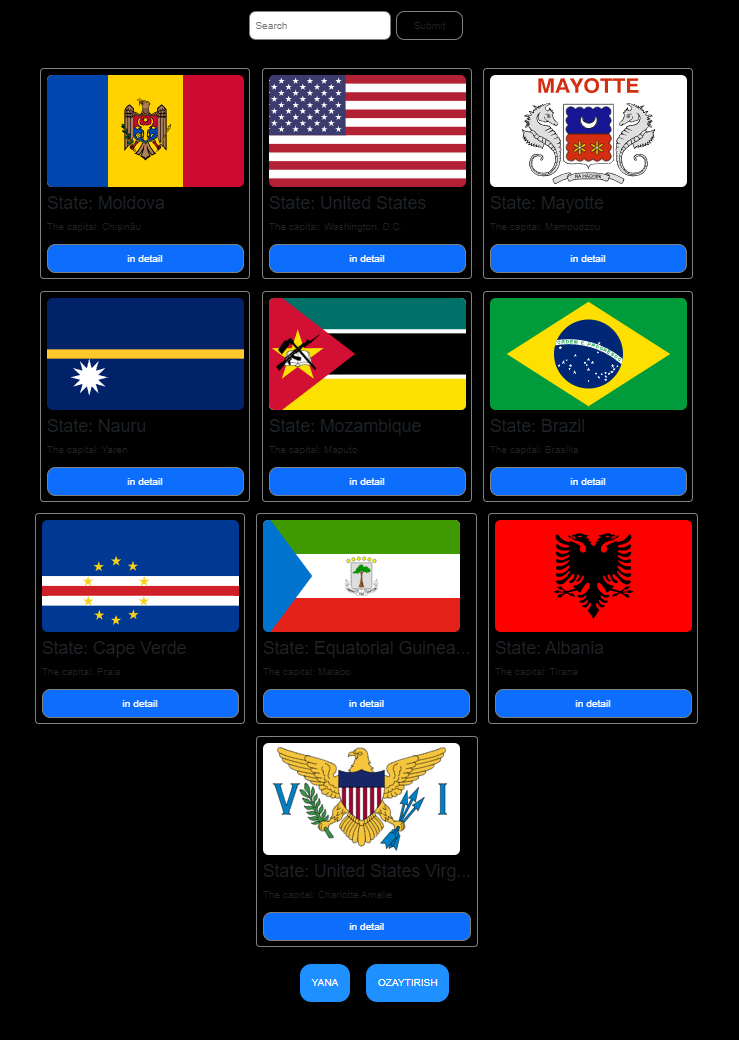 Search Submit
MAYOTTE
RA HACHIRI
State: Moldova State: United States State: Mayotte
The capital: Chișinău The capital: Washington, D.C. The capital: Mamoudzou
in detail in detail in detail
ORDEM E PROGRESSO
State: Nauru State: Mozambique State: Brazil
The capital: Yaren The capital: Maputo The capital: Brasília
in detail in detail in detail
State: Cape Verde State: Equatorial Guinea... State: Albania
The capital: Praia The capital: Malabo The capital: Tirana
in detail in detail in detail
V I
State: United States Virg...
The capital: Charlotte Amalie
in detail
YANA OZAYTIRISH